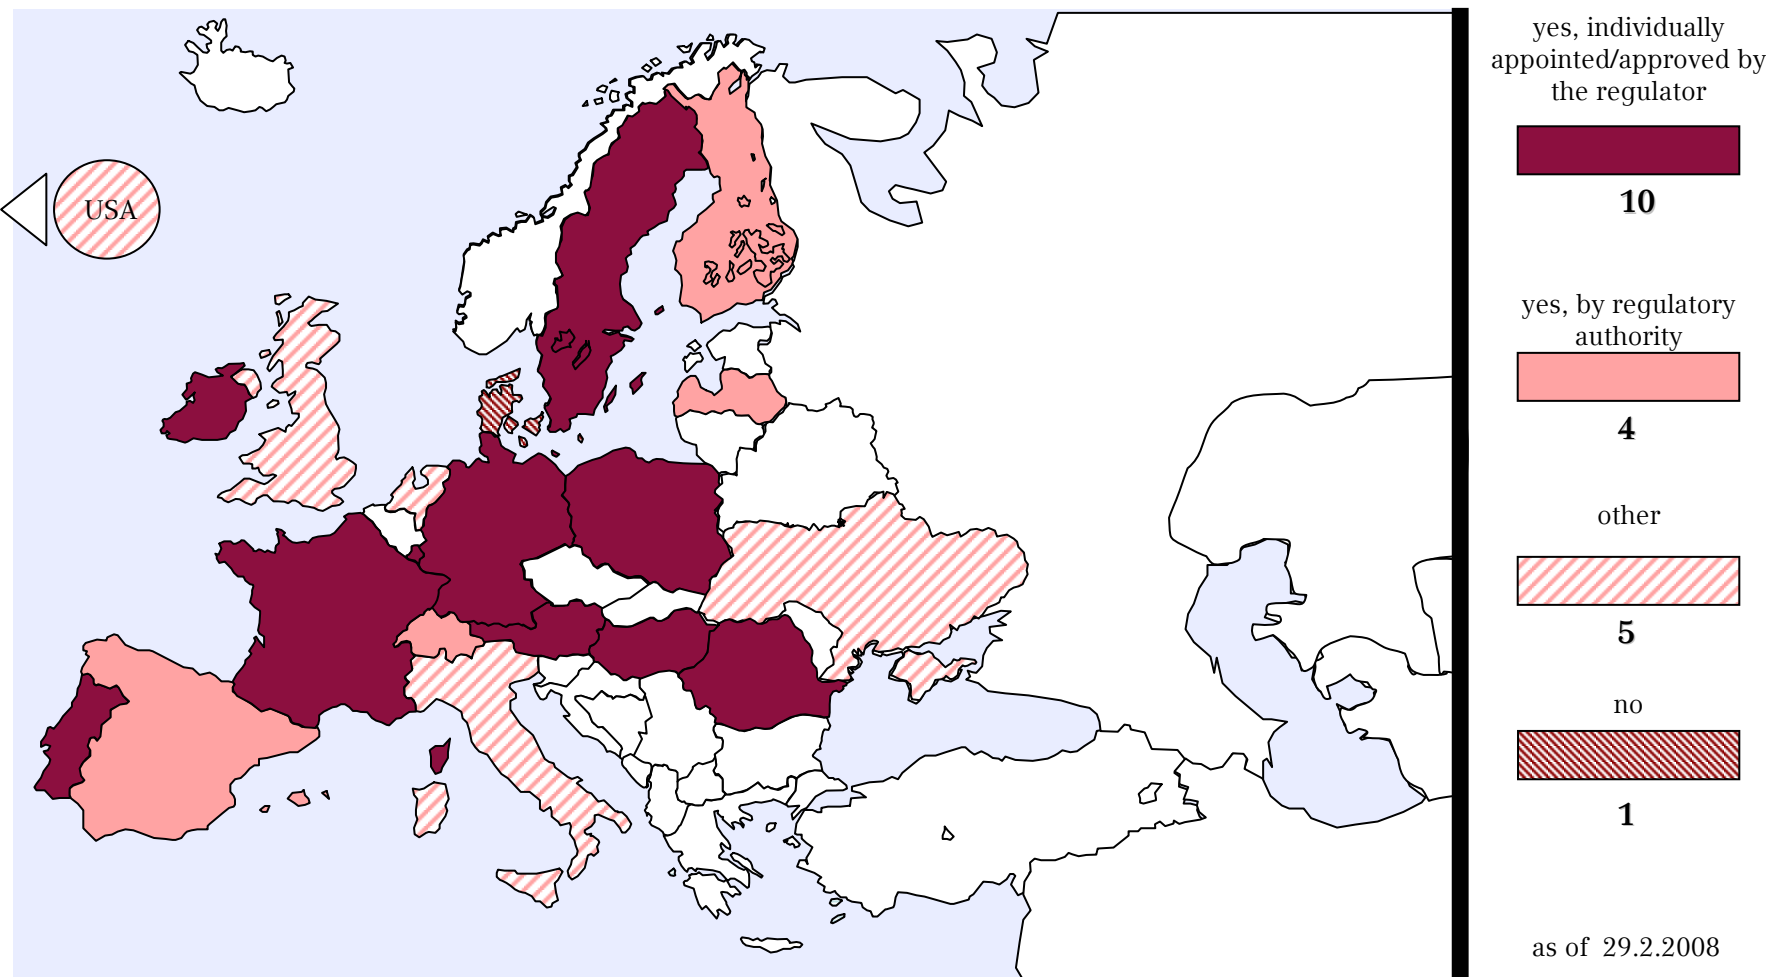 USA
yes, individually
appointed/approved by
the regulator
10
yes, by regulatory
authority
4
other
5
no
1
as of 29.2.2008